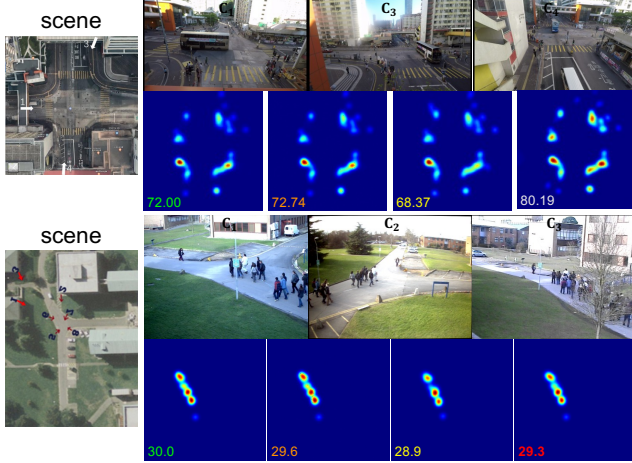 scene
C
C₃
C
1
72.00
72.74
68.37
80.19
scene
C₁
C₂
C₃
30.0
29.6
28.9
29.3